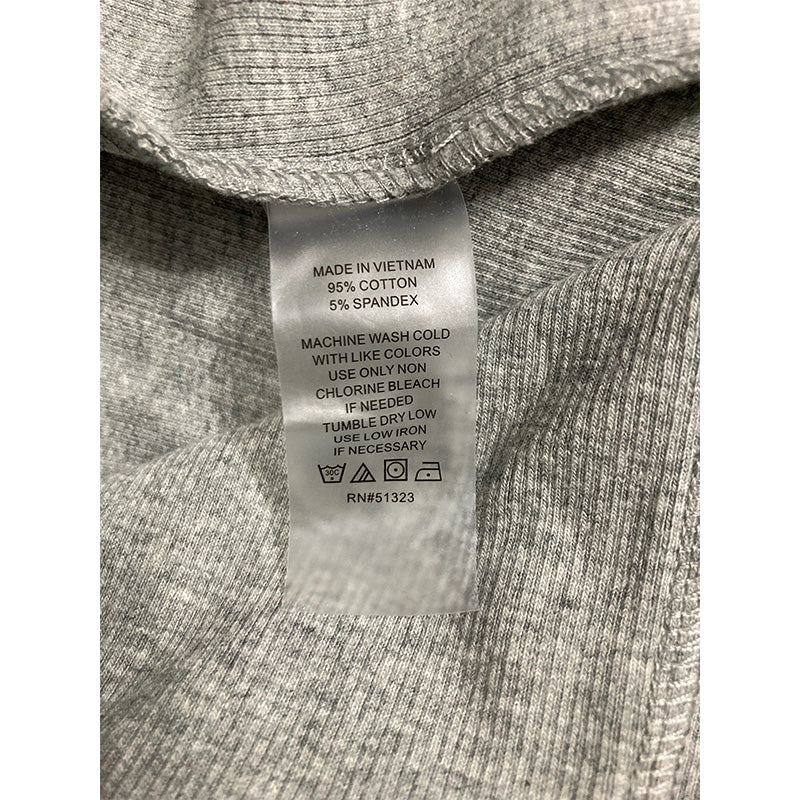 MADE IN VIETNAM
95% COTTON
5% SPANDEX
MACHINE WASH COLD
WITH LIKE COLORS
USE ONLY NON
CHLORINE BLEACH
IF NEEDED
TUMBLE DRY LOW
USE LOW IRON
IF NECESSARY
30C
RN#51323